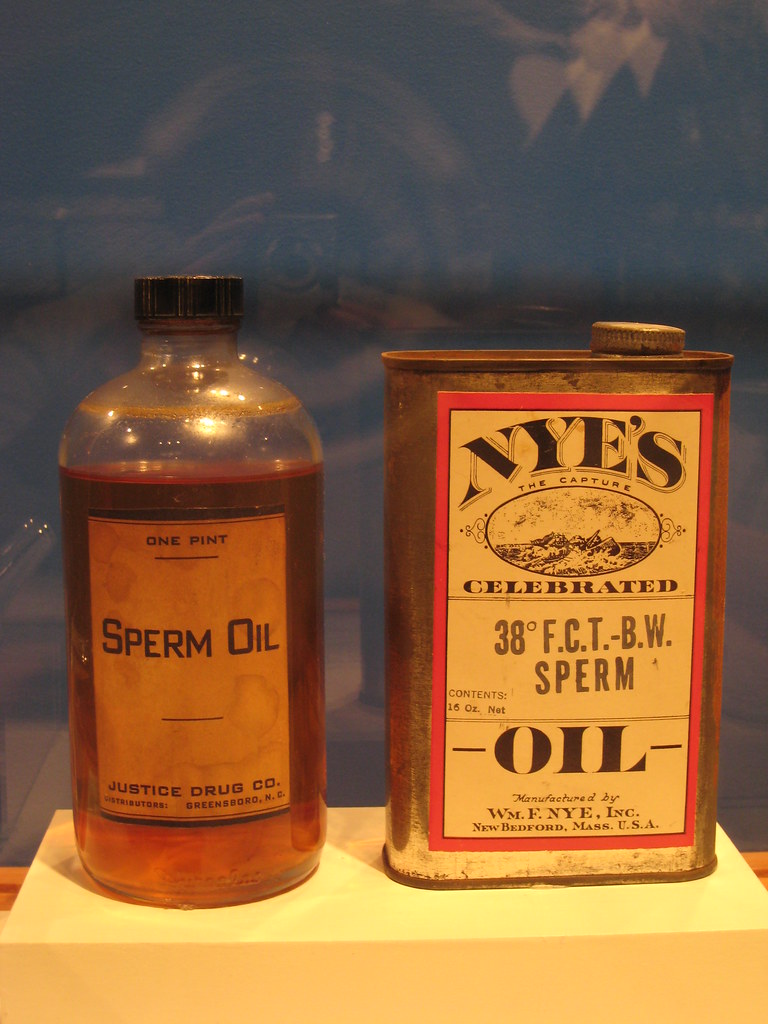 ONE PINT
SPERM OIL
JUSTICE DRUG CO.
DISTRIBUTORS: GREENSBORO, N.C.
NYE'S
THE CAPTURE
CELEBRATED
38° F.C.T.-B.W.
SPERM
CONTENTS:
16 Oz. Net
-OIL-
Manufactured by
WM. F. NYE, INC.
NEW BEDFORD, MASS. U.S.A.